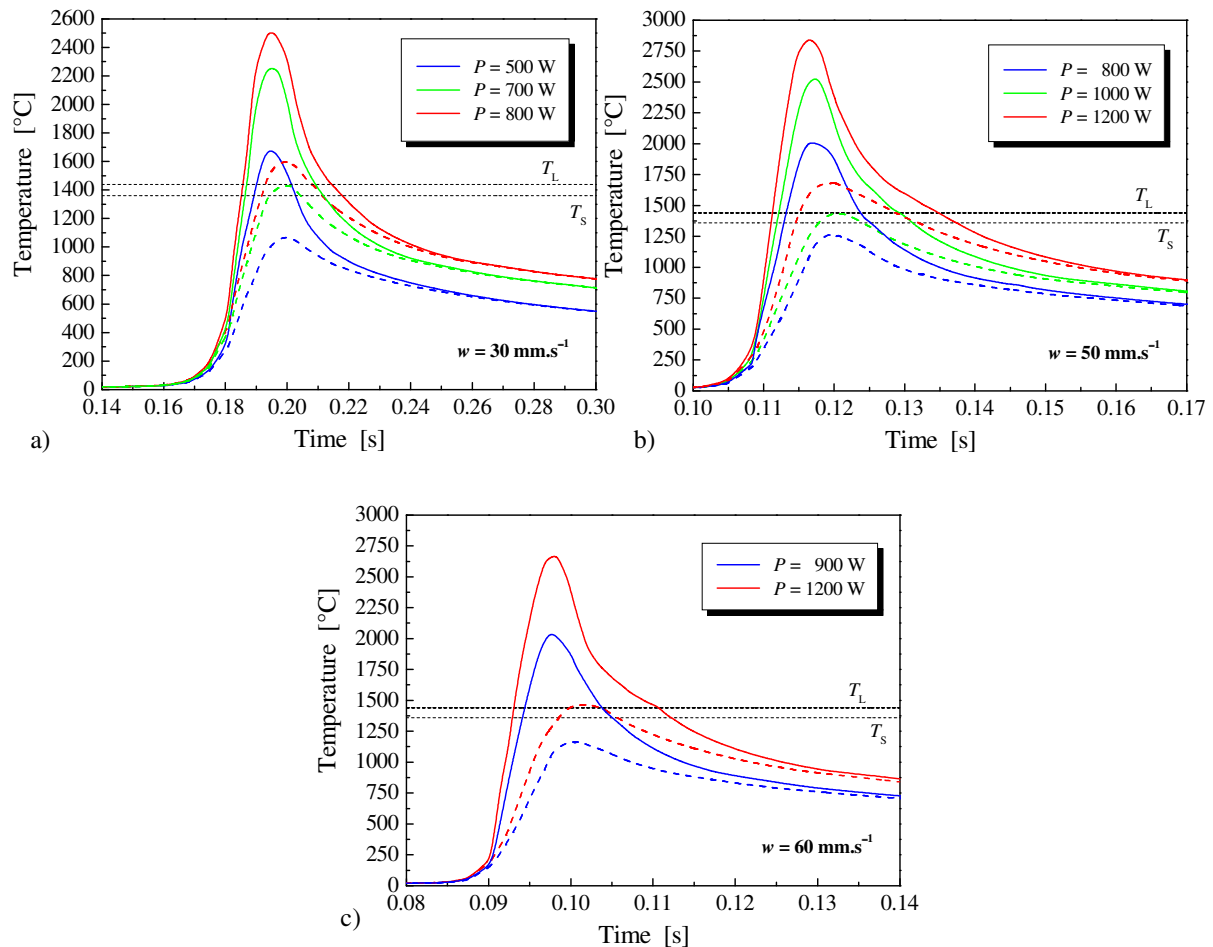 2600
2400
2200
2000
1800
1600
1400
1200
1000
800
600
400
200
0
Temperature [°C]
P = 500 W
P = 700 W
P = 800 W
T_L
T_S
w = 30 mm.s⁻¹
0.14 0.16 0.18 0.20 0.22 0.24 0.26 0.28 0.30
Time [s]
a)
3000
2750
2500
2250
2000
1750
1500
1250
1000
750
500
250
0
Temperature [°C]
P = 800 W
P = 1000 W
P = 1200 W
T_L
T_S
w = 50 mm.s⁻¹
0.10 0.11 0.12 0.13 0.14 0.15 0.16 0.17
Time [s]
b)
3000
2750
2500
2250
2000
1750
1500
1250
1000
750
500
250
0
Temperature [°C]
P = 900 W
P = 1200 W
T_L
T_S
w = 60 mm.s⁻¹
0.08 0.09 0.10 0.11 0.12 0.13 0.14
Time [s]
c)